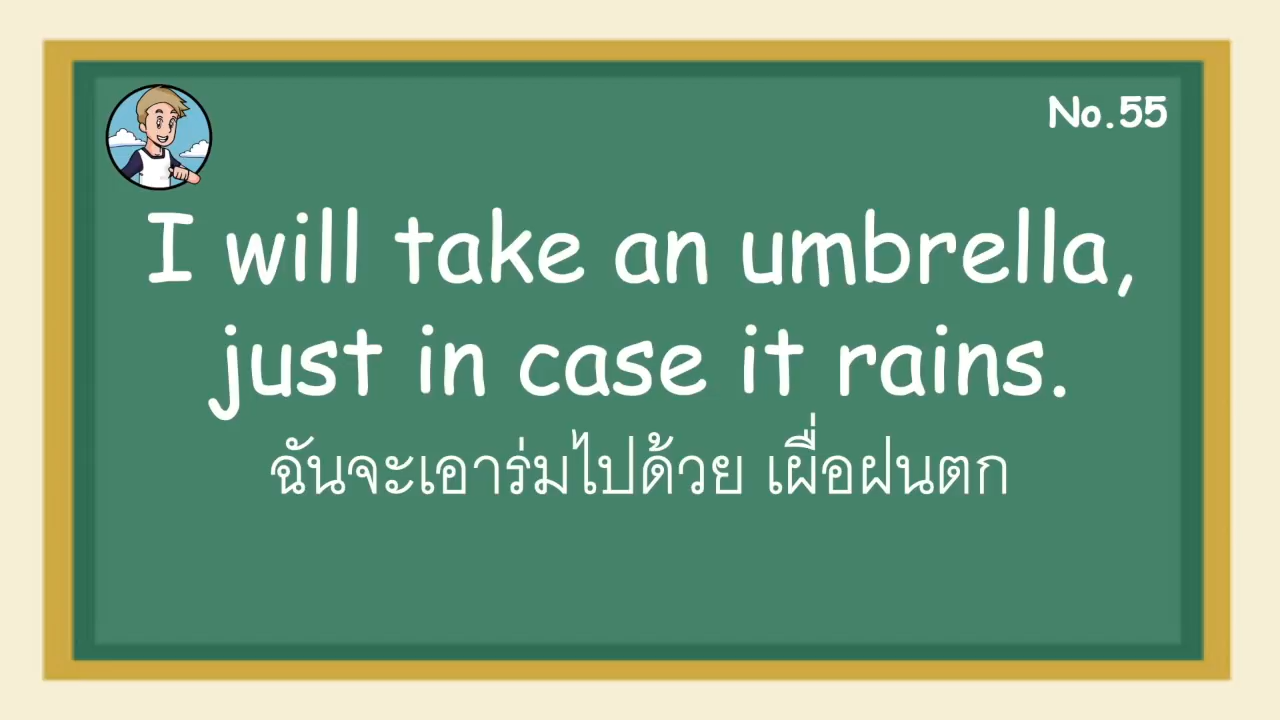 No.55
I will take an umbrella,
just in case it rains.
ฉันจะเอาร่มไปด้วย เผื่อฝนตก